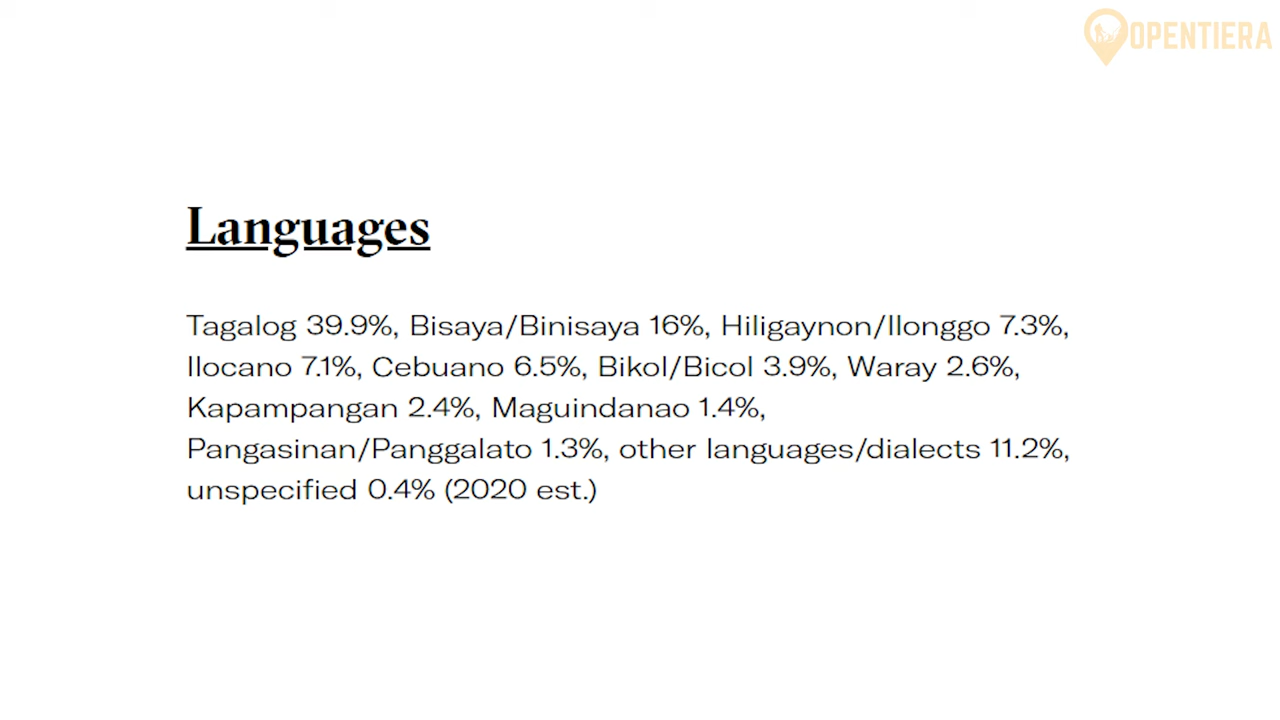 OPENTIERA
Languages
Tagalog 39.9%, Bisaya/Binisaya 16%, Hiligaynon/Ilonggo 7.3%,
Ilocano 7.1%, Cebuano 6.5%, Bikol/Bicol 3.9%, Waray 2.6%,
Kapampangan 2.4%, Maguindanao 1.4%,
Pangasinan/Panggalato 1.3%, other languages/dialects 11.2%,
unspecified 0.4% (2020 est.)